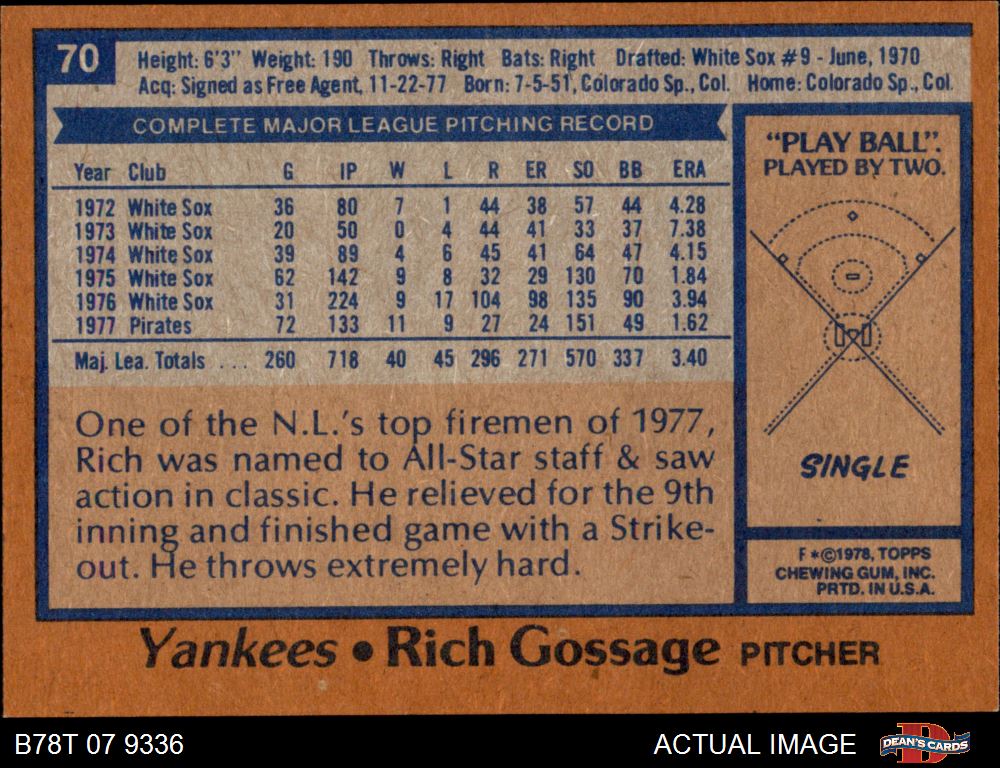 70
Height: 6'3" Weight: 190 Throws: Right Bats: Right Drafted: White Sox #9 - June, 1970
Acq: Signed as Free Agent, 11-22-77 Born: 7-5-51, Colorado Sp., Col. Home: Colorado Sp., Col.
COMPLETE MAJOR LEAGUE PITCHING RECORD
Year Club G IP W L R ER SO BB ERA
1972 White Sox 36 80 7 1 44 38 57 44 4.28
1973 White Sox 20 50 0 4 44 41 33 37 7.38
1974 White Sox 39 89 4 6 45 41 64 47 4.15
1975 White Sox 62 142 9 8 32 29 130 70 1.84
1976 White Sox 31 224 9 17 104 98 135 90 3.94
1977 Pirates 72 133 11 9 27 24 151 49 1.62
Maj. Lea. Totals . . . 260 718 40 45 296 271 570 337 3.40
One of the N.L.'s top firemen of 1977,
Rich was named to All-Star staff & saw
action in classic. He relieved for the 9th
inning and finished game with a Strike-
out. He throws extremely hard.
"PLAY BALL".
PLAYED BY TWO.
SINGLE
F *©1978, TOPPS
CHEWING GUM, INC.
PRTD. IN U.S.A.
Yankees • Rich Gossage PITCHER
B78T 07 9336
ACTUAL IMAGE
DEAN'S CARDS